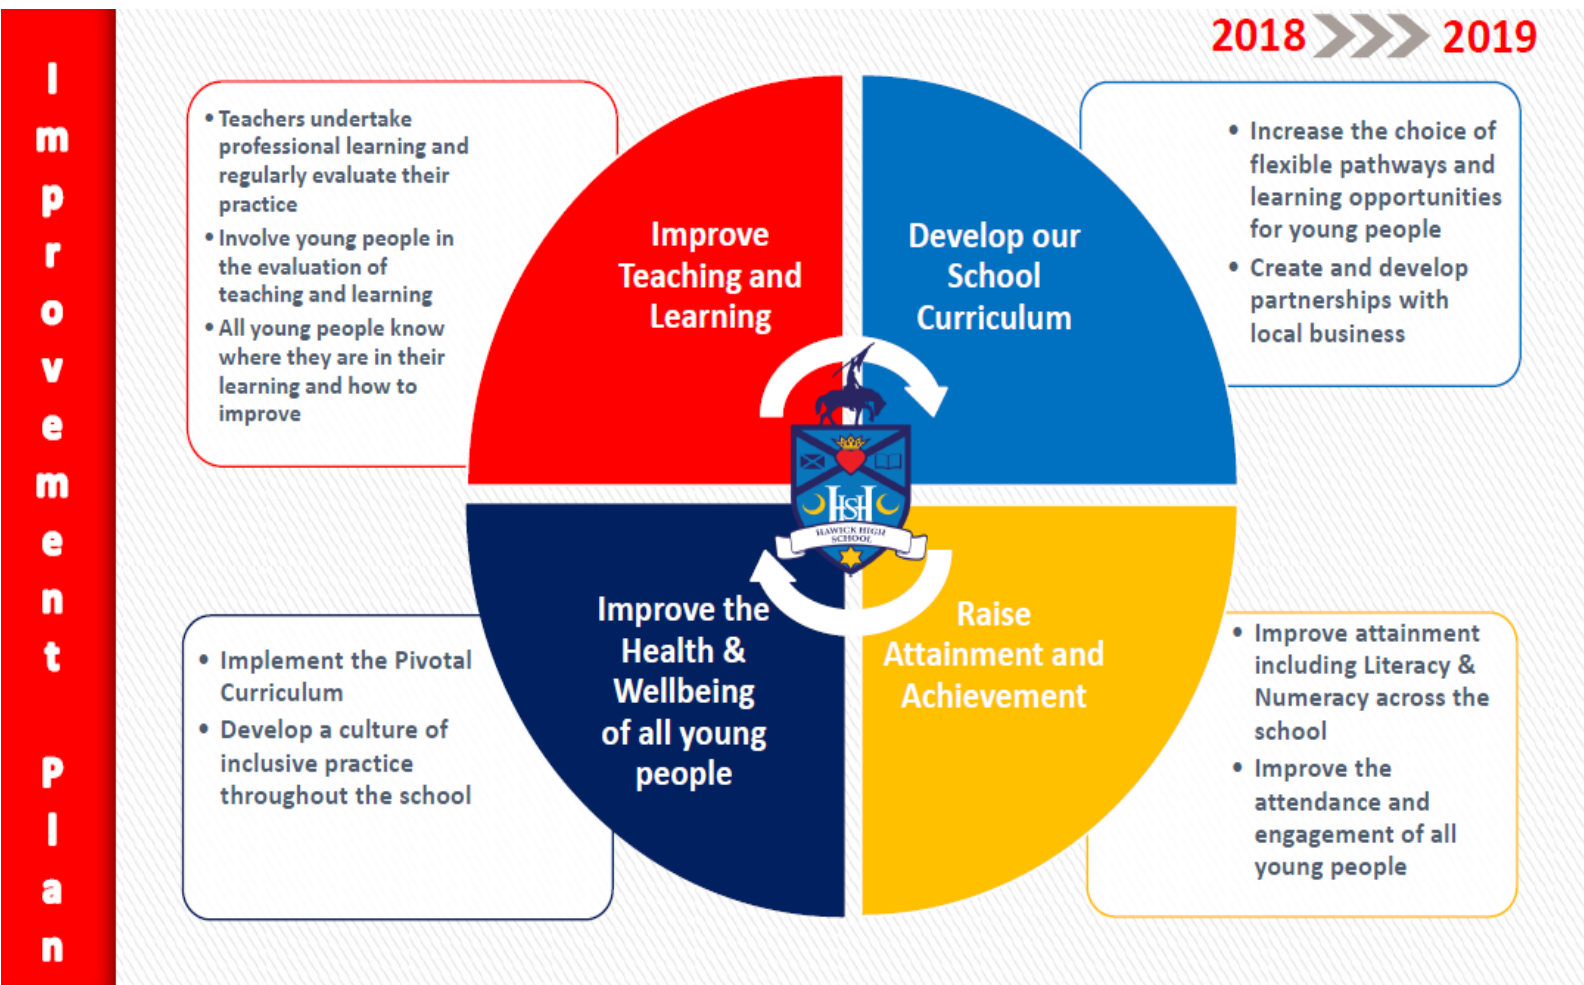 Improvement Plan
2018 2019
• Teachers undertake
professional learning and
regularly evaluate their
practice
• Involve young people in
the evaluation of
teaching and learning
• All young people know
where they are in their
learning and how to
improve
Improve
Teaching and
Learning
Develop our
School
Curriculum
• Increase the choice of
flexible pathways and
learning opportunities
for young people
• Create and develop
partnerships with
local business
HHS
HAWICK HIGH
SCHOOL
• Implement the Pivotal
Curriculum
• Develop a culture of
inclusive practice
throughout the school
Improve the
Health &
Wellbeing
of all young
people
Raise
Attainment and
Achievement
• Improve attainment
including Literacy &
Numeracy across the
school
• Improve the
attendance and
engagement of all
young people